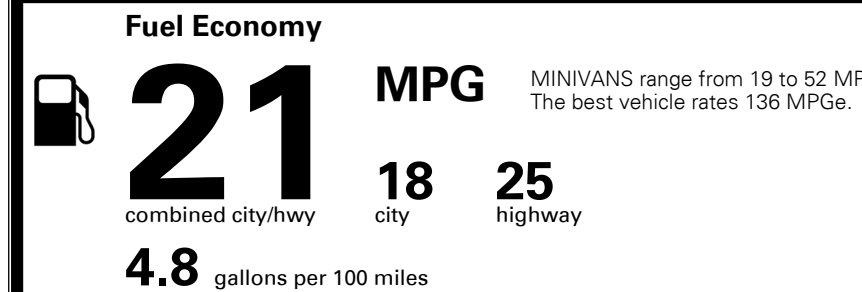 Fuel Economy
21 MPG
MINIVANS range from 19 to 52
The best vehicle rates 136 MPGe.
18 25
combined city/hwy city highway
4.8 gallons per 100 miles